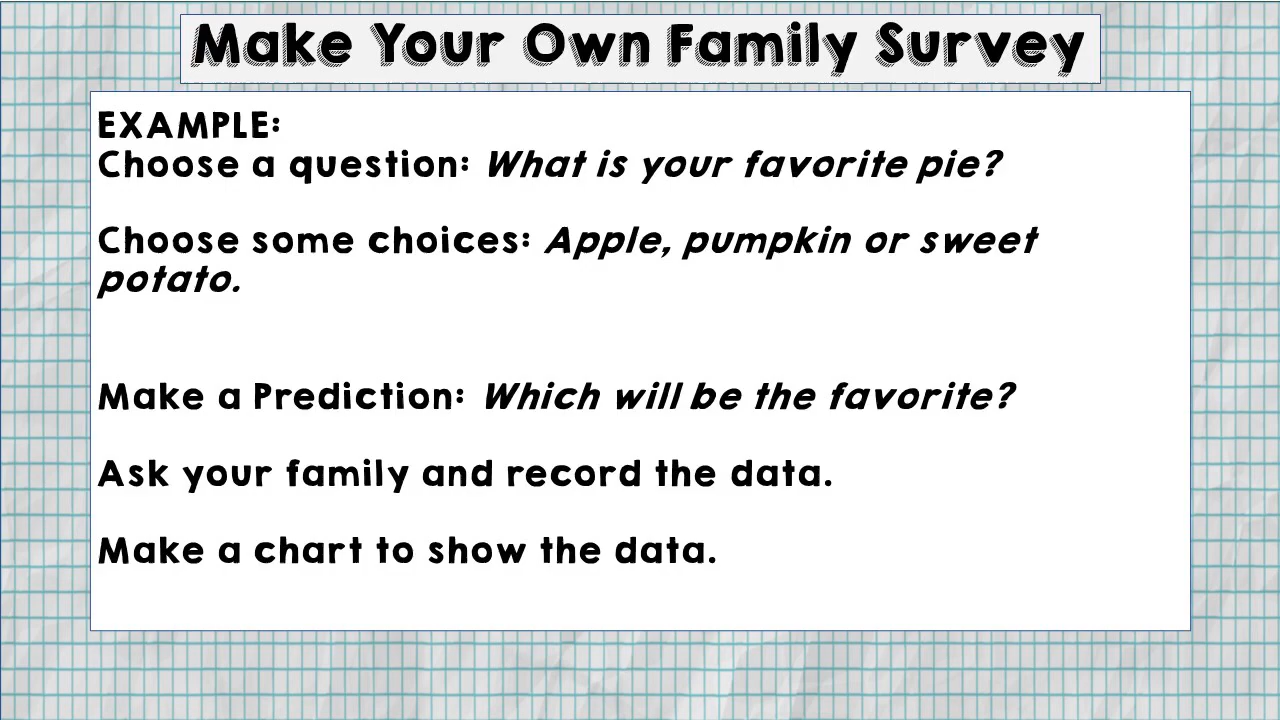 Make Your Own Family Survey
EXAMPLE:
Choose a question: What is your favorite pie?
Choose some choices: Apple, pumpkin or sweet
potato.
Make a Prediction: Which will be the favorite?
Ask your family and record the data.
Make a chart to show the data.